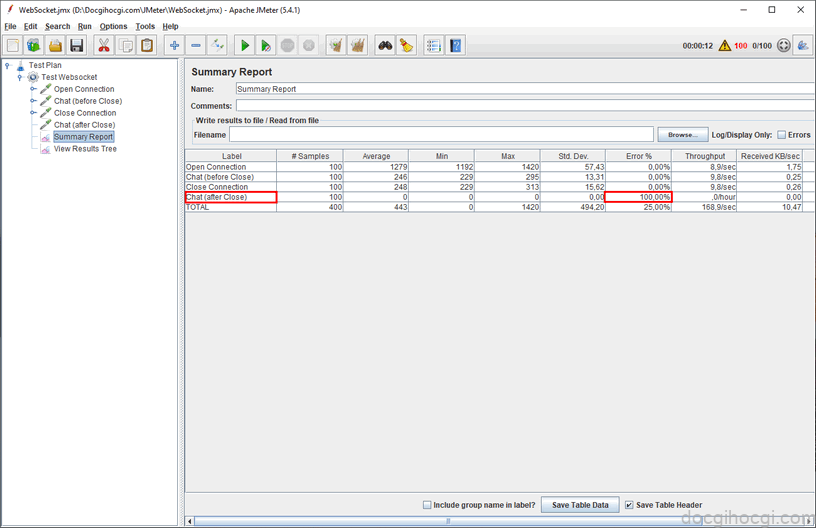 WebSocket.jmx (D:\Docgihocgi.com\JMeter\WebSocket.jmx) - Apache JMeter (5.4.1)
File Edit Search Run Options Tools Help
00:00:12 100 0/100
Test Plan
Test Websocket
Open Connection
Chat (before Close)
Close Connection
Chat (after Close)
Summary Report
View Results Tree
Summary Report
Name: Summary Report
Comments:
Write results to file / Read from file
Filename Browse... Log/Display Only: Errors
Label # Samples Average Min Max Std. Dev. Error % Throughput Received KB/sec
Open Connection 100 1279 1192 1420 57,43 0,00% 8,9/sec 1,75
Chat (before Close) 100 246 229 295 13,31 0,00% 9,8/sec 0,25
Close Connection 100 248 229 313 15,62 0,00% 9,8/sec 0,26
Chat (after Close) 100 0 0 0 0,00 100,00% ,0/hour 0,00
TOTAL 400 443 0 1420 494,20 25,00% 168,9/sec 10,47
Include group name in label? Save Table Data Save Table Header
docgihocgi.com